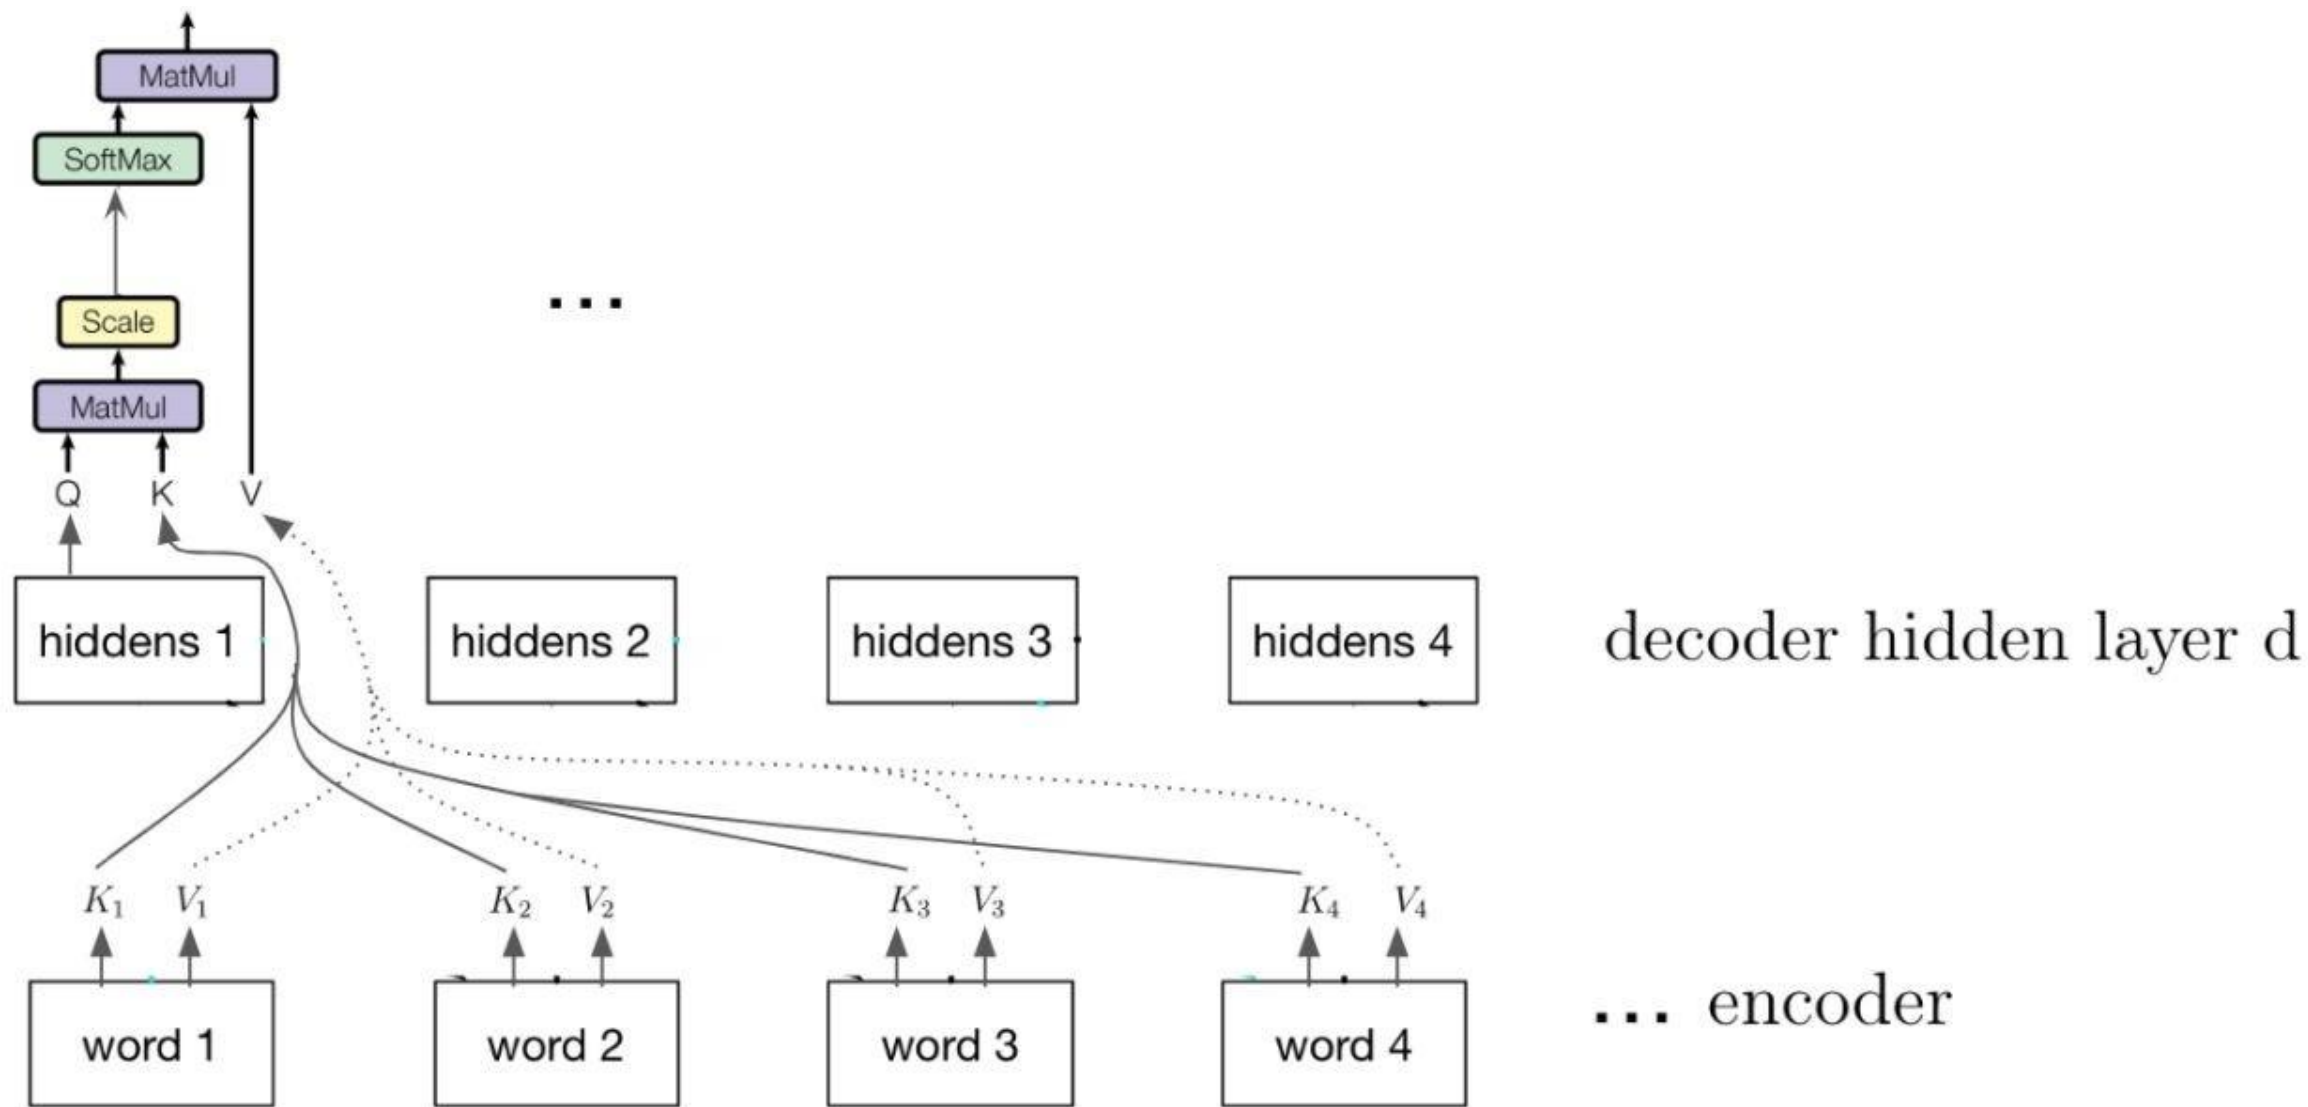 MatMul
SoftMax
Scale
MatMul
Q K V
...
hiddens 1 hiddens 2 hiddens 3 hiddens 4 decoder hidden layer d
K₁ V₁ K₂ V₂ K₃ V₃ K₄ V₄
word 1 word 2 word 3 word 4 ... encoder